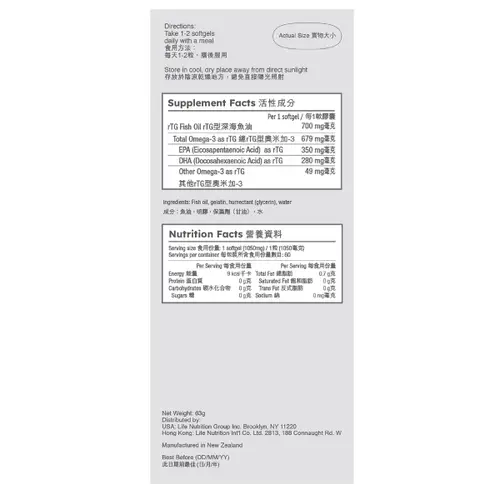 Directions:
Take 1-2 softgels
daily with a meal
食用方法：
每天1-2粒，膳後服用
Actual Size 實物大小
Store in cool, dry place away from direct sunlight
存放於陰涼乾燥地方，避免直接陽光照射
Supplement Facts 活性成分
Per 1 softgel / 每1軟膠囊
rTG Fish Oil rTG型深海魚油 700 mg毫克
Total Omega-3 as rTG 總rTG型奧米加-3 679 mg毫克
EPA (Eicosapentaenoic Acid) as rTG 350 mg毫克
DHA (Docosahexaenoic Acid) as rTG 280 mg毫克
Other Omega-3 as rTG 49 mg毫克
其他rTG型奧米加-3
Ingredients: Fish oil, gelatin, humectant (glycerin), water
成分：魚油，明膠，保濕劑（甘油），水
Nutrition Facts 營養資料
Serving size 食用份量: 1 softgel (1050mg) / 1粒 (1050毫克)
Servings per container 每瓶裝所含食用份量數目: 60
Per Serving 每食用份量 Per Serving 每食用份量
Energy 能量 9 kcal千卡 Total Fat 總脂肪 0.7 g克
Protein 蛋白質 0 g克 Saturated Fat 飽和脂肪 0 g克
Carbohydrates 碳水化合物 0 g克 Trans Fat 反式脂肪 0 g克
Sugars 糖 0 g克 Sodium 鈉 0 mg毫克
Net Weight: 63g
Distributed by:
USA: Life Nutrition Group Inc. Brooklyn, NY 11220
Hong Kong: Life Nutrition Int'l Co. Ltd. 2813, 188 Connaught Rd. W
Manufactured in New Zealand
Best Before (DD/MM/YY)
此日期前最佳 (日/月/年)